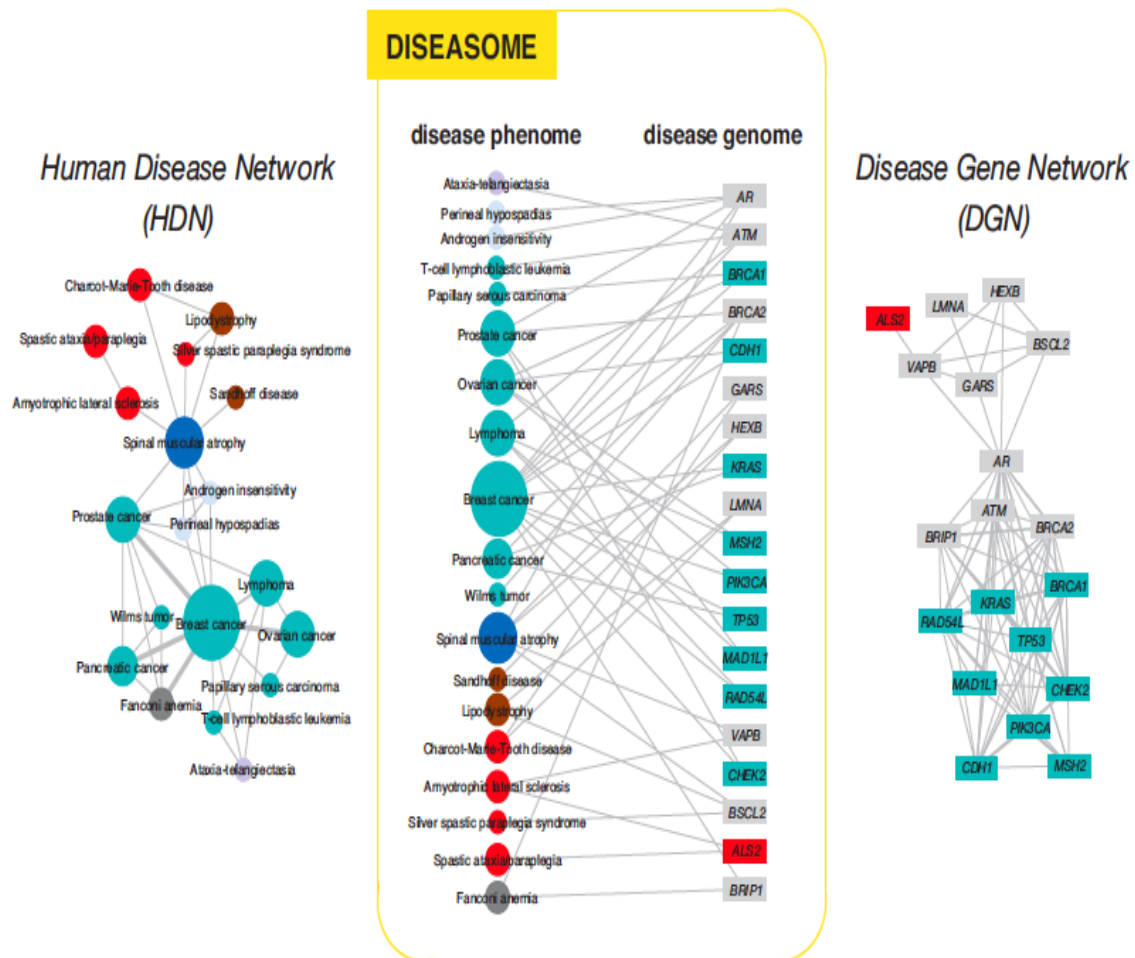 DISEASOME
disease phenome
disease genome
Human Disease Network
(HDN)
Disease Gene Network
(DGN)
Charcot-Marie-Tooth disease
Lipodystrophy
Spastic ataxia/paraplegia
Silver spastic paraplegia syndrome
Sandhoff disease
Amyotrophic lateral sclerosis
Spinal muscular atrophy
Androgen insensitivity
Prostate cancer
Perineal hypospadias
Lymphoma
Wilms tumor
Breast cancer
Ovarian cancer
Pancreatic cancer
Papillary serous carcinoma
Fanconi anemia
T-cell lymphoblastic leukemia
Ataxia-telangiectasia
Ataxia-telangiectasia
Perineal hypospadias
Androgen insensitivity
T-cell lymphoblastic leukemia
Papillary serous carcinoma
Prostate cancer
Ovarian cancer
Lymphoma
Breast cancer
Pancreatic cancer
Wilms tumor
Spinal muscular atrophy
Sandhoff disease
Lipodystrophy
Charcot-Marie-Tooth disease
Amyotrophic lateral sclerosis
Silver spastic paraplegia syndrome
Spastic ataxia/paraplegia
Fanconi anemia
AR
ATM
BRCA1
BRCA2
CDH1
GARS
HEXB
KRAS
LMNA
MSH2
PIK3CA
TP53
MAD1L1
RAD54L
VAPB
CHEK2
BSCL2
ALS2
BRIP1
HEXB
LMNA
ALS2
BSCL2
VAPB
GARS
AR
ATM
BRCA2
BRIP1
BRCA1
KRAS
RAD54L
TP53
MAD1L1
CHEK2
PIK3CA
CDH1
MSH2